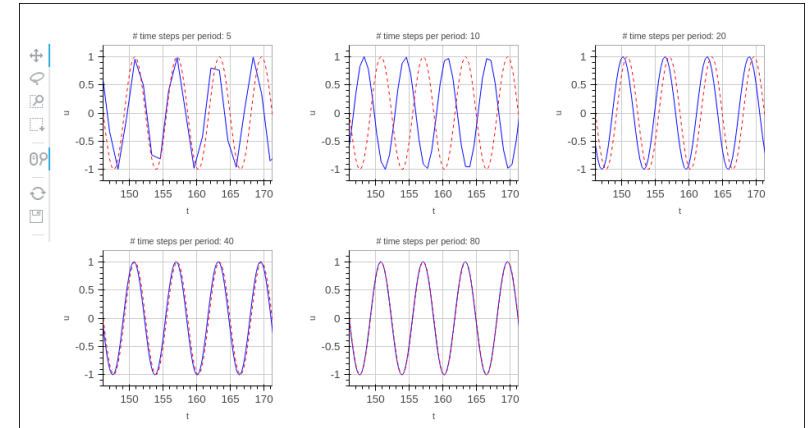 # time steps per period: 5
1
0.5
0
-0.5
-1
u
150 155 160 165 170
t
# time steps per period: 10
1
0.5
0
-0.5
-1
u
150 155 160 165 170
t
# time steps per period: 20
1
0.5
0
-0.5
-1
u
150 155 160 165 170
t
# time steps per period: 40
1
0.5
0
-0.5
-1
u
150 155 160 165 170
t
# time steps per period: 80
1
0.5
0
-0.5
-1
u
150 155 160 165 170
t